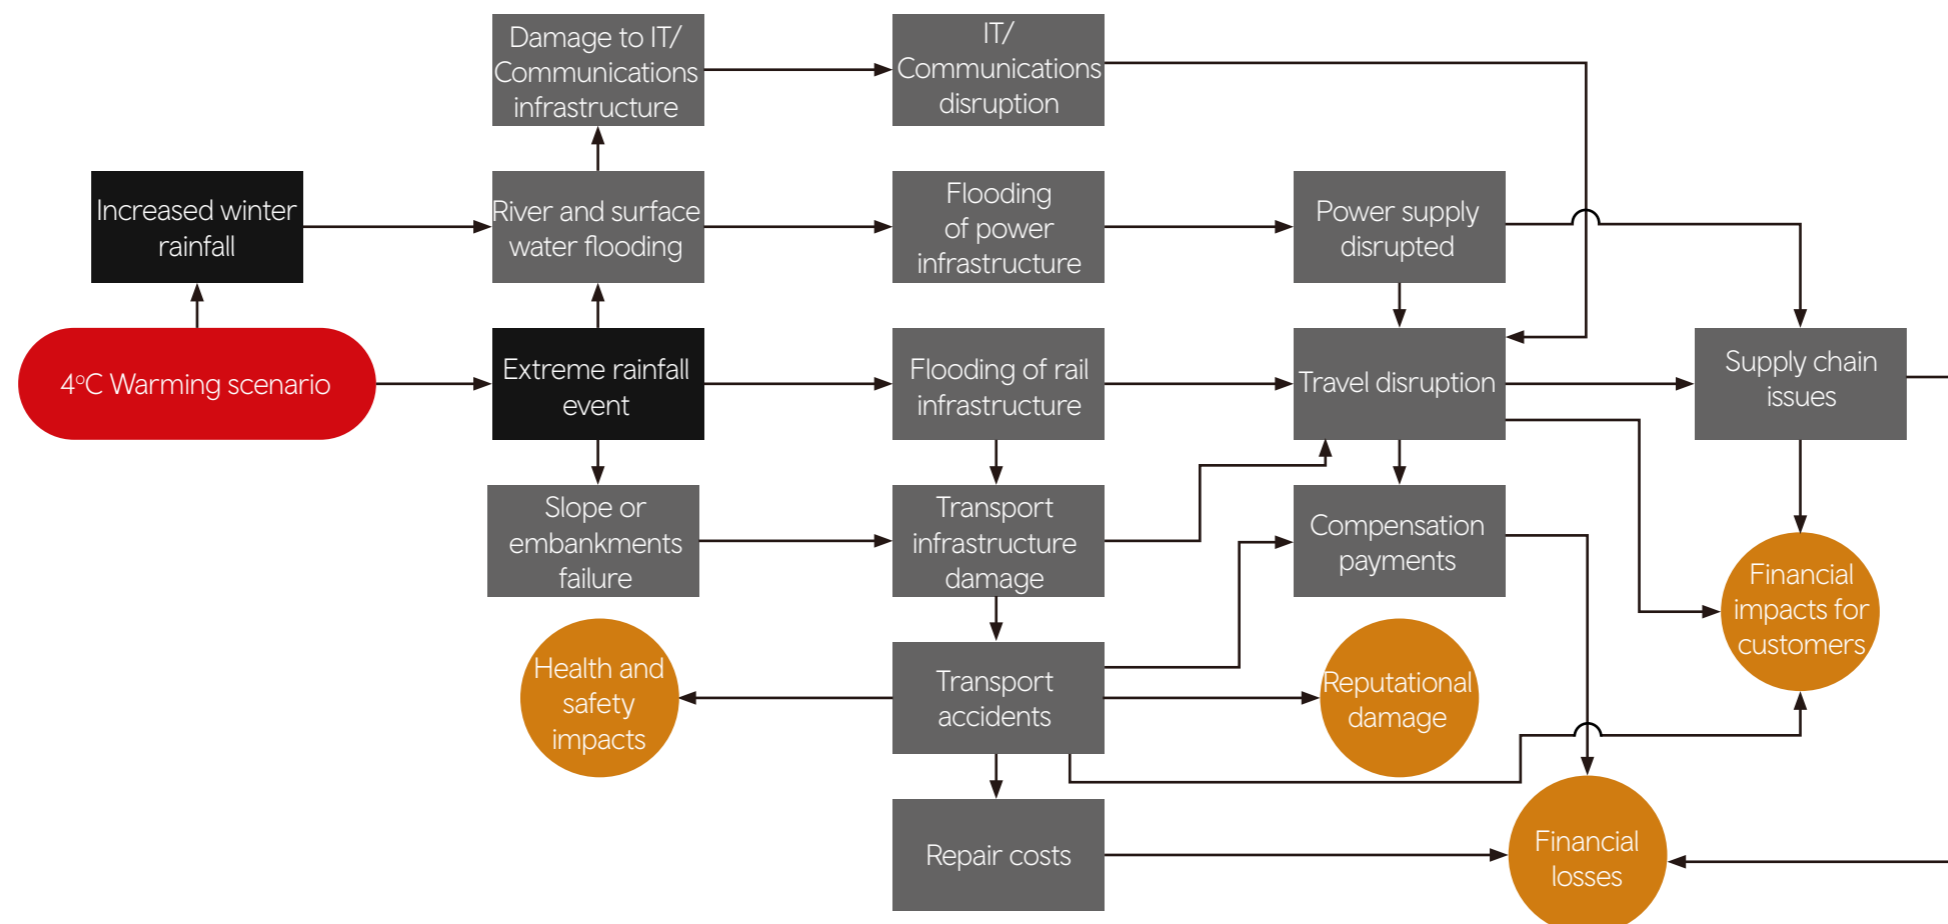 Damage to IT/
Communications
infrastructure
IT/
Communications
disruption
Increased winter
rainfall
River and surface
water flooding
Flooding
of power
infrastructure
Power supply
disrupted
4°C Warming scenario
Extreme rainfall
event
Flooding of rail
infrastructure
Travel disruption
Supply chain
issues
Slope or
embankments
failure
Transport
infrastructure
damage
Compensation
payments
Financial
impacts for
customers
Health and
safety
impacts
Transport
accidents
Reputational
damage
Repair costs
Financial
losses